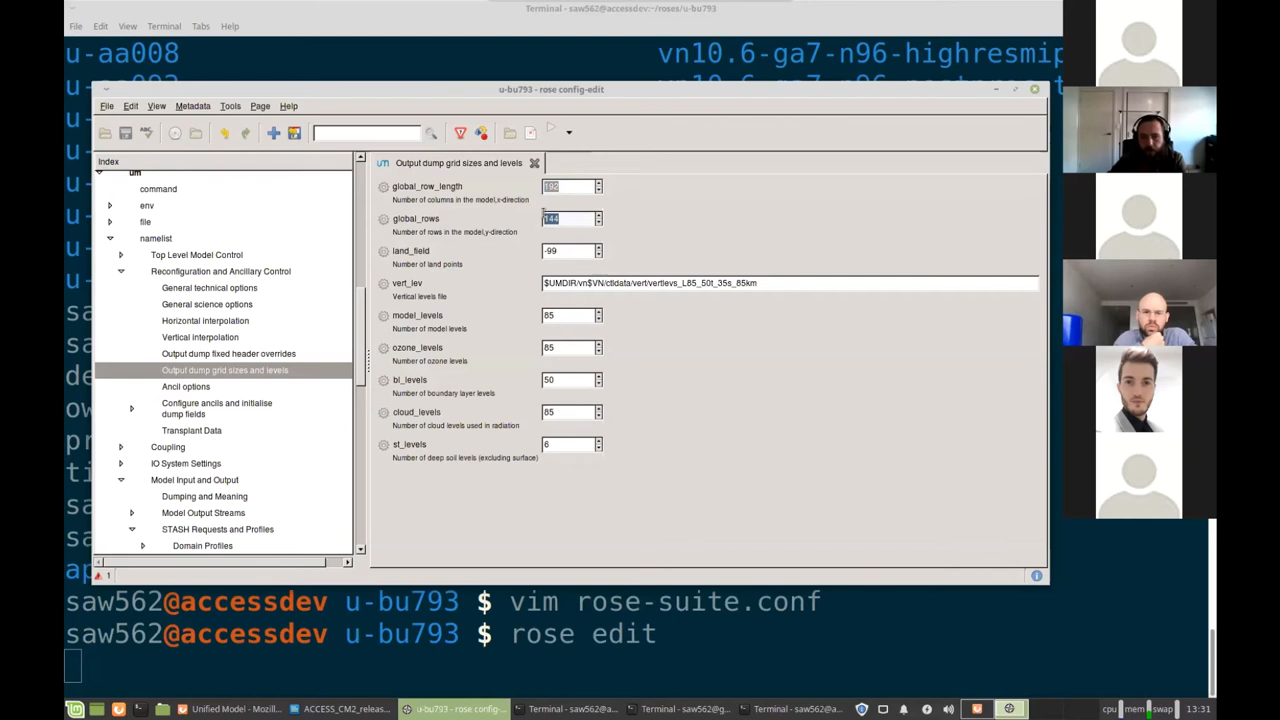 Terminal - saw562@accessdev:~/roses/u-bu793
File Edit View Terminal Tabs Help
u-aa008 vn10.6-ga7-n96-highresmip
u-bu793 - rose config-edit
File Edit View Metadata Tools Page Help
Index
um
command
env
file
namelist
Top Level Model Control
Reconfiguration and Ancillary Control
General technical options
General science options
Horizontal interpolation
Vertical interpolation
Output dump fixed header overrides
Output dump grid sizes and levels
Ancil options
Configure ancils and initialise
dump fields
Transplant Data
Coupling
IO System Settings
Model Input and Output
Dumping and Meaning
Model Output Streams
STASH Requests and Profiles
Domain Profiles
um Output dump grid sizes and levels
global_row_length 192
Number of columns in the model,x-direction
global_rows 144
Number of rows in the model,y-direction
land_field -99
Number of land points
vert_lev $UMDIR/vn$VN/ctldata/vert/vertlevs_L85_50t_35s_85km
Vertical levels file
model_levels 85
Number of model levels
ozone_levels 85
Number of ozone levels
bl_levels 50
Number of boundary layer levels
cloud_levels 85
Number of cloud levels used in radiation
st_levels 6
Number of deep soil levels (excluding surface)
1
saw562@accessdev u-bu793 $ vim rose-suite.conf
saw562@accessdev u-bu793 $ rose edit
Unified Model - Mozill... ACCESS_CM2_releas... u-bu793 - rose config-... Terminal - saw562@a... Terminal - saw562@g... Terminal - saw562@a... cpu mem swap 13:31